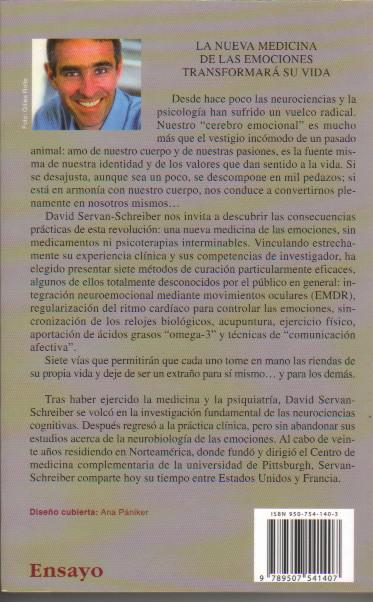 LA NUEVA MEDICINA
DE LAS EMOCIONES
TRANSFORMARÁ SU VIDA
Desde hace poco las neurociencias y la
psicología han sufrido un vuelco radical.
Nuestro “cerebro emocional” es mucho
más que el vestigio incómodo de un pasado
animal: amo de nuestro cuerpo y de nuestras pasiones, es la fuente mis-
ma de nuestra identidad y de los valores que dan sentido a la vida. Si
se desajusta, aunque sea un poco, se descompone en mil pedazos; si
está en armonía con nuestro cuerpo, nos conduce a convertirnos ple-
namente en nosotros mismos…
David Servan-Schreiber nos invita a descubrir las consecuencias
prácticas de esta revolución: una nueva medicina de las emociones, sin
medicamentos ni psicoterapias interminables. Vinculando estrecha-
mente su experiencia clínica y sus competencias de investigador, ha
elegido presentar siete métodos de curación particularmente eficaces,
algunos de ellos totalmente desconocidos por el público en general: in-
tegración neuroemocional mediante movimientos oculares (EMDR),
regularización del ritmo cardíaco para controlar las emociones, sin-
cronización de los relojes biológicos, acupuntura, ejercicio físico,
aportación de ácidos grasos “omega-3” y técnicas de “comunicación
afectiva”.
Siete vías que permitirán que cada uno tome en mano las riendas de
su propia vida y deje de ser un extraño para sí mismo… y para los demás.
Tras haber ejercido la medicina y la psiquiatría, David Servan-
Schreiber se volcó en la investigación fundamental de las neurociencias
cognitivas. Después regresó a la práctica clínica, pero sin abandonar sus
estudios acerca de la neurobiología de las emociones. Al cabo de vein-
te años residiendo en Norteamérica, donde fundó y dirigió el Centro de
medicina complementaria de la universidad de Pittsburgh, Servan-
Schreiber comparte hoy su tiempo entre Estados Unidos y Francia.
Diseño cubierta: Ana Pániker
ISBN 950-754-140-3
9 789507 541407
Ensayo